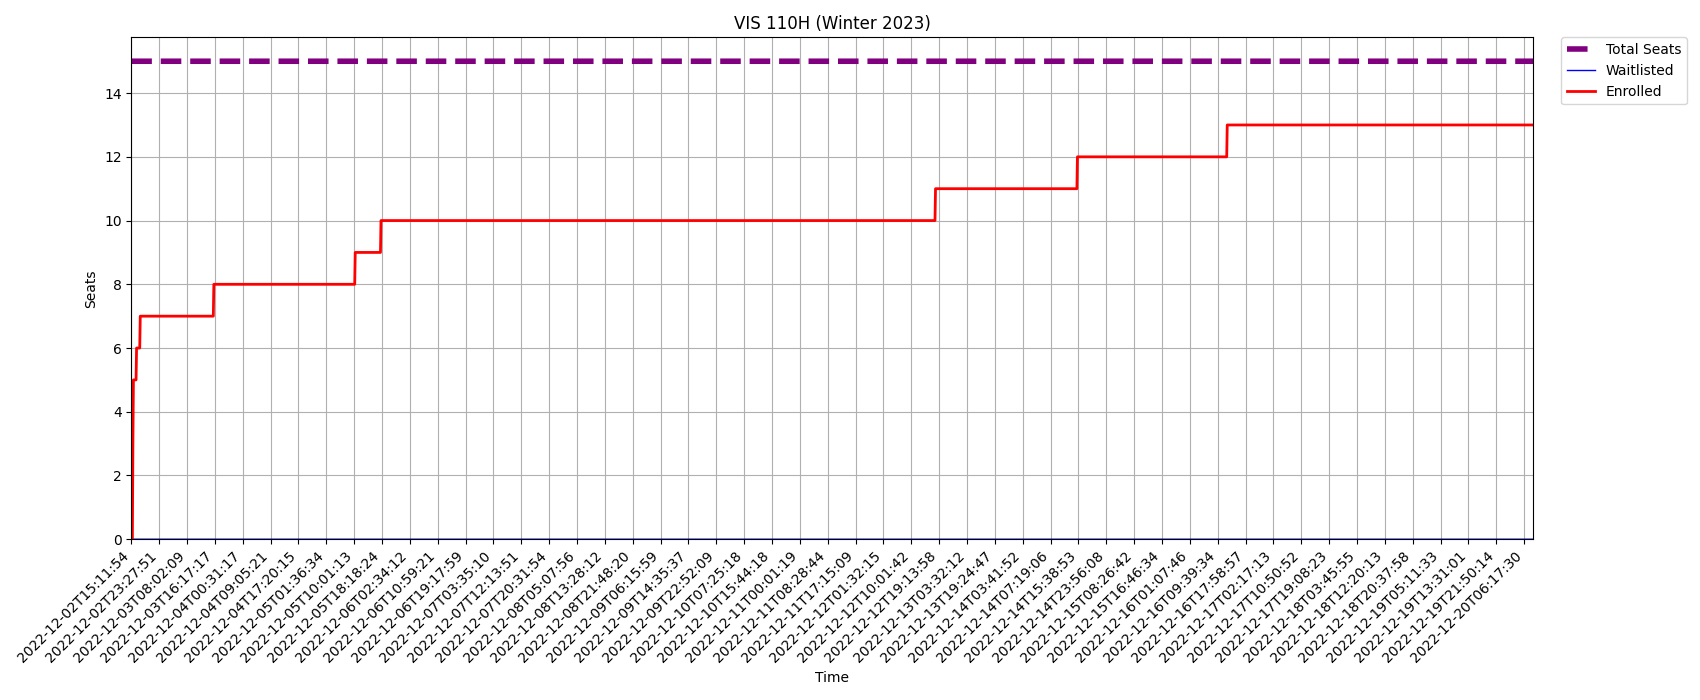 VIS 110H (Winter 2023)
Total Seats
Waitlisted
Enrolled
Seats
14
12
10
8
6
4
2
0
2022-12-02T15:11:54
2022-12-02T23:27:51
2022-12-03T08:02:09
2022-12-03T16:17:17
2022-12-04T00:31:17
2022-12-04T09:05:21
2022-12-04T17:20:15
2022-12-05T01:36:34
2022-12-05T10:01:13
2022-12-05T18:18:24
2022-12-06T02:34:12
2022-12-06T10:59:21
2022-12-06T19:17:59
2022-12-07T03:35:10
2022-12-07T12:13:51
2022-12-07T20:31:54
2022-12-08T05:07:56
2022-12-08T13:28:12
2022-12-08T21:48:20
2022-12-09T06:15:59
2022-12-09T14:35:37
2022-12-09T22:52:09
2022-12-10T07:25:18
2022-12-10T15:44:18
2022-12-11T00:01:19
2022-12-11T08:28:44
2022-12-11T17:15:09
2022-12-12T01:32:15
2022-12-12T10:01:42
2022-12-12T19:13:58
2022-12-13T03:32:12
2022-12-13T19:24:47
2022-12-14T03:41:52
2022-12-14T07:19:06
2022-12-14T15:38:53
2022-12-14T23:56:08
2022-12-15T08:26:42
2022-12-15T16:46:34
2022-12-16T01:07:46
2022-12-16T09:39:34
2022-12-16T17:58:57
2022-12-17T02:17:13
2022-12-17T10:50:52
2022-12-17T19:08:23
2022-12-18T03:45:55
2022-12-18T12:20:13
2022-12-18T20:37:58
2022-12-19T05:11:33
2022-12-19T13:31:01
2022-12-19T21:50:14
2022-12-20T06:17:30
Time